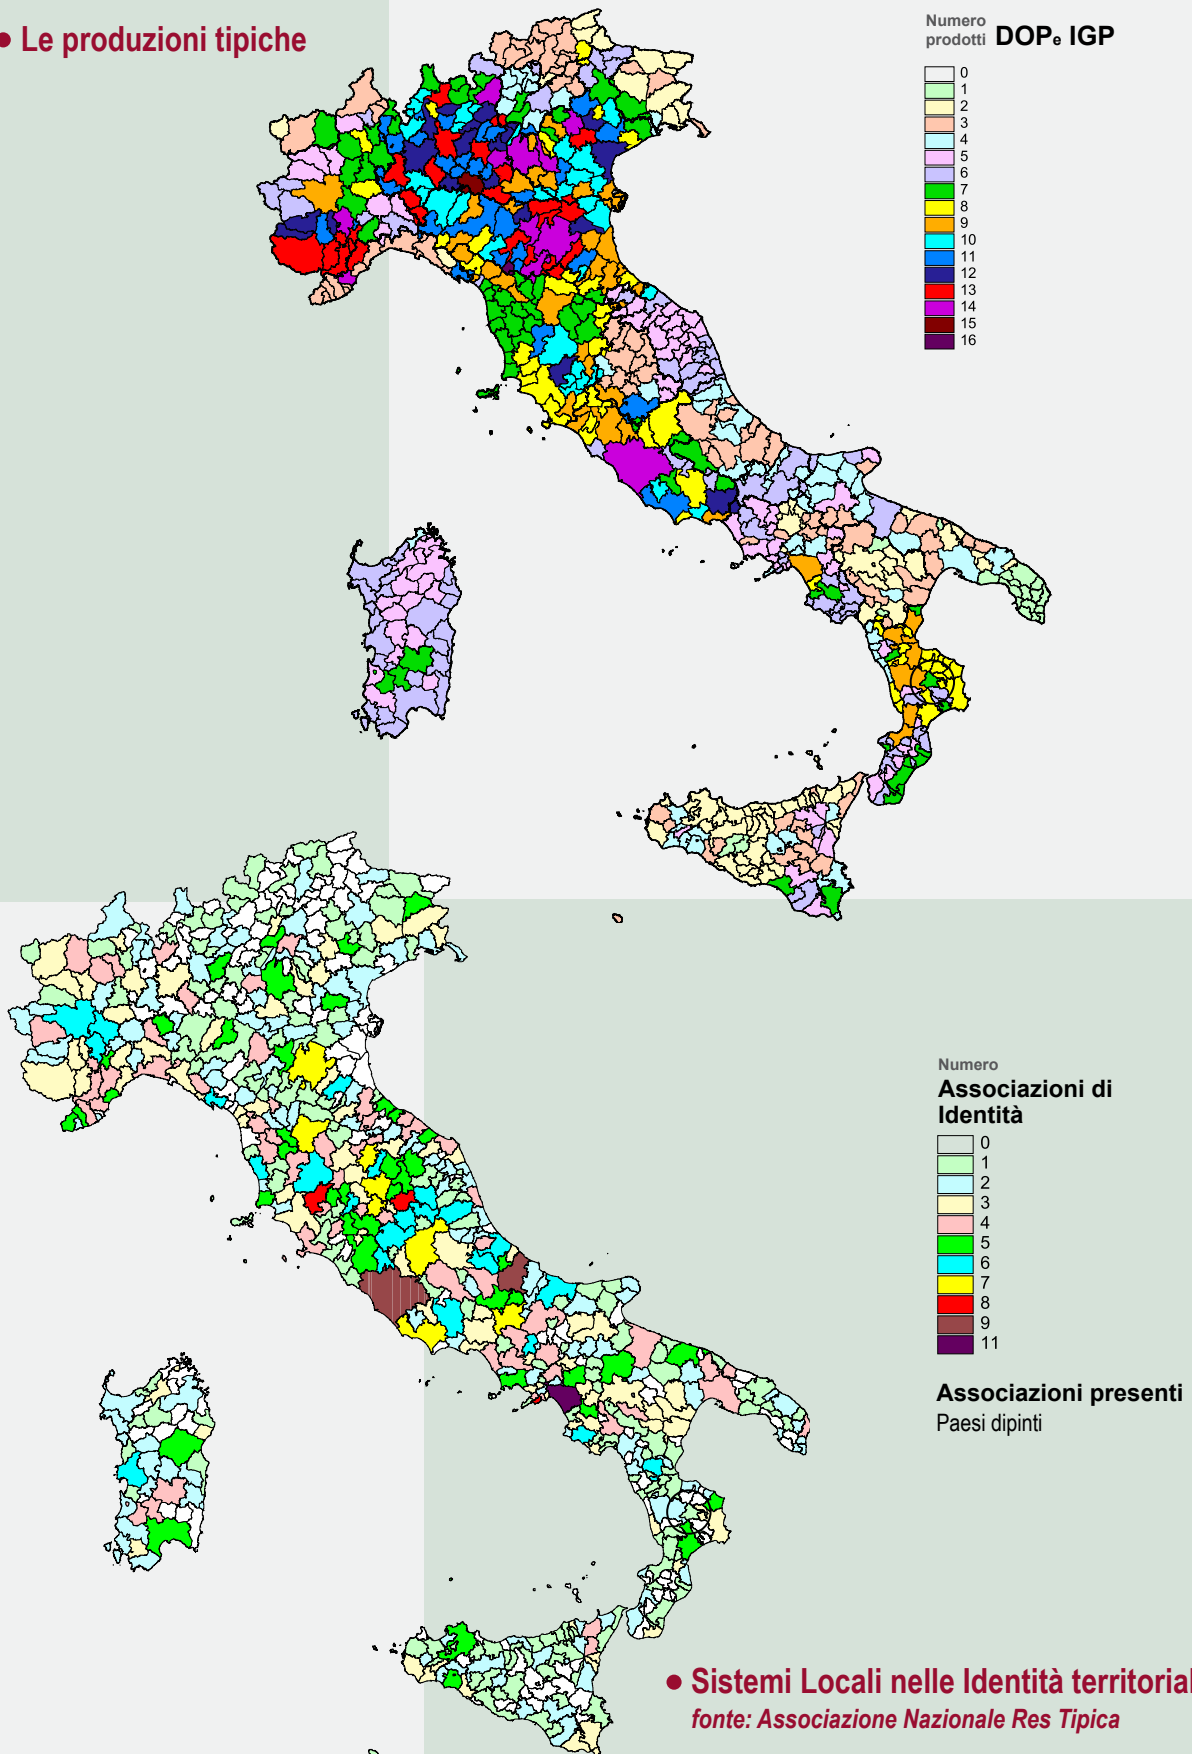 • Le produzioni tipiche
Numero
prodotti DOP e IGP
0
1
2
3
4
5
6
7
8
9
10
11
12
13
14
15
16
Numero
Associazioni di
Identità
0
1
2
3
4
5
6
7
8
9
11
Associazioni presenti
Paesi dipinti
• Sistemi Locali nelle Identità territorial
fonte: Associazione Nazionale Res Tipica